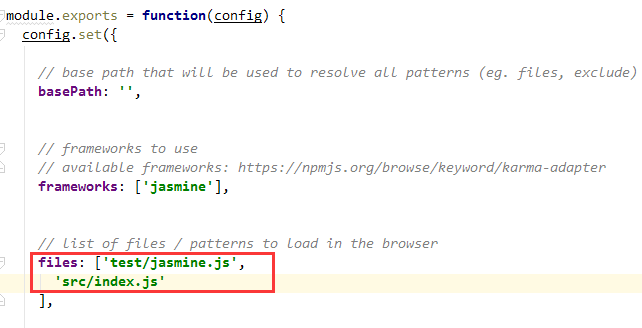 module.exports = function(config) {
config.set({
// base path that will be used to resolve all patterns (eg. files, exclude)
basePath: '',
// frameworks to use
// available frameworks: https://npmjs.org/browse/keyword/karma-adapter
frameworks: ['jasmine'],
// list of files / patterns to load in the browser
files: ['test/jasmine.js',
'src/index.js'
],